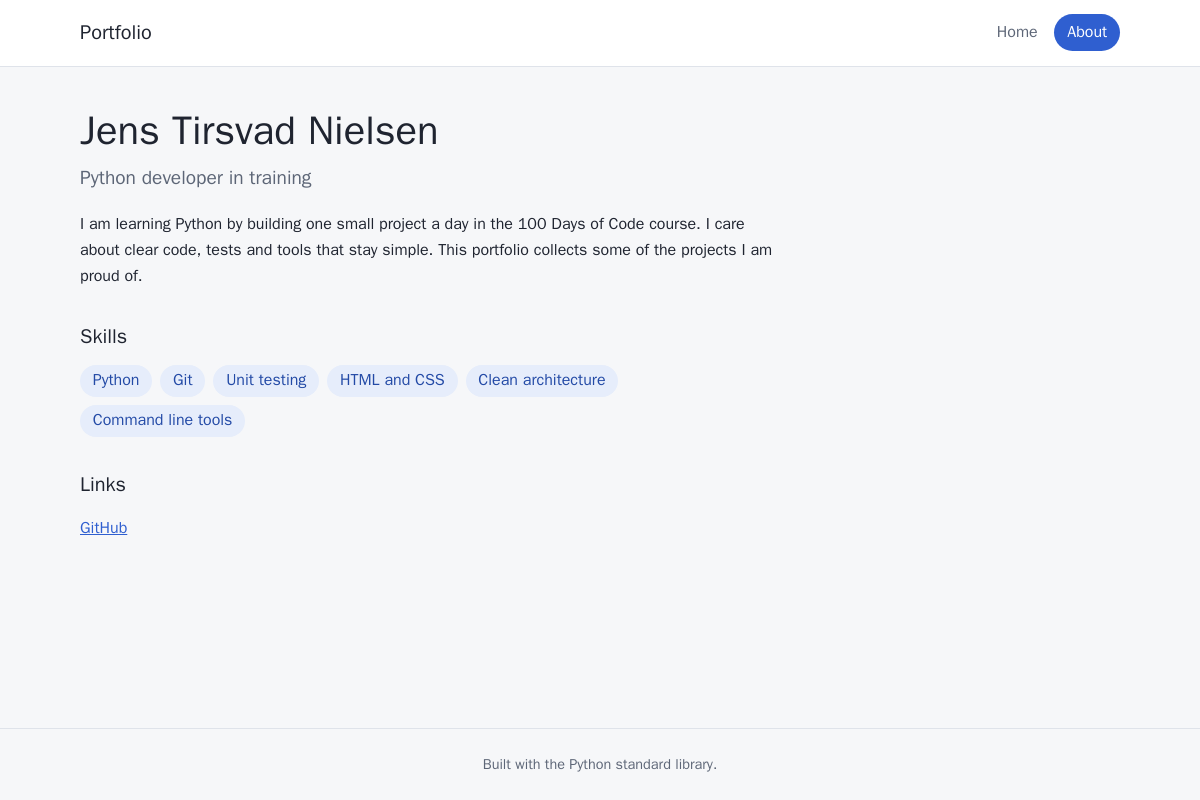 Portfolio
Home About
Jens Tirsvad Nielsen
Python developer in training
I am learning Python by building one small project a day in the 100 Days of Code course. I care
about clear code, tests and tools that stay simple. This portfolio collects some of the projects I am
proud of.
Skills
Python Git Unit testing HTML and CSS Clean architecture
Command line tools
Links
GitHub
Built with the Python standard library.